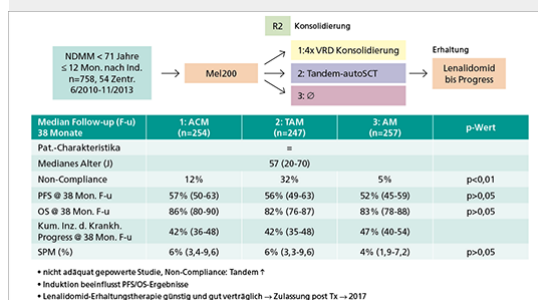 R2 Konsolidierung
NDMM < 71 Jahre
≤ 12 Mon. nach Ind.
n=758, 54 Zentr.
6/2010-11/2013
Mel200
1:4x VRD Konsolidierung
2: Tandem-autoSCT
3: ∅
Erhaltung
Lenalidomid
bis Progress
Median Follow-up (F-u)
38 Monate
1: ACM
(n=254)
2: TAM
(n=247)
3: AM
(n=257)
p-Wert
Pat.-Charakteristika =
Medianes Alter (J) 57 (20-70)
Non-Compliance 12% 32% 5% p<0,01
PFS @ 38 Mon. F-u 57% (50-63) 56% (49-63) 52% (45-59) p>0,05
OS @ 38 Mon. F-u 86% (80-90) 82% (76-87) 83% (78-88) p>0,05
Kum. Inz. d. Krankh.
Progress @ 38 Mon. F-u 42% (36-48) 42% (35-48) 47% (40-54)
SPM (%) 6% (3,4-9,6) 6% (3,3-9,6) 4% (1,9-7,2) p>0,05
• nicht adäquat gepowerte Studie, Non-Compliance: Tandem ↑
• Induktion beeinflusst PFS/OS-Ergebnisse
• Lenalidomid-Erhaltungstherapie günstig und gut verträglich → Zulassung post Tx → 2017